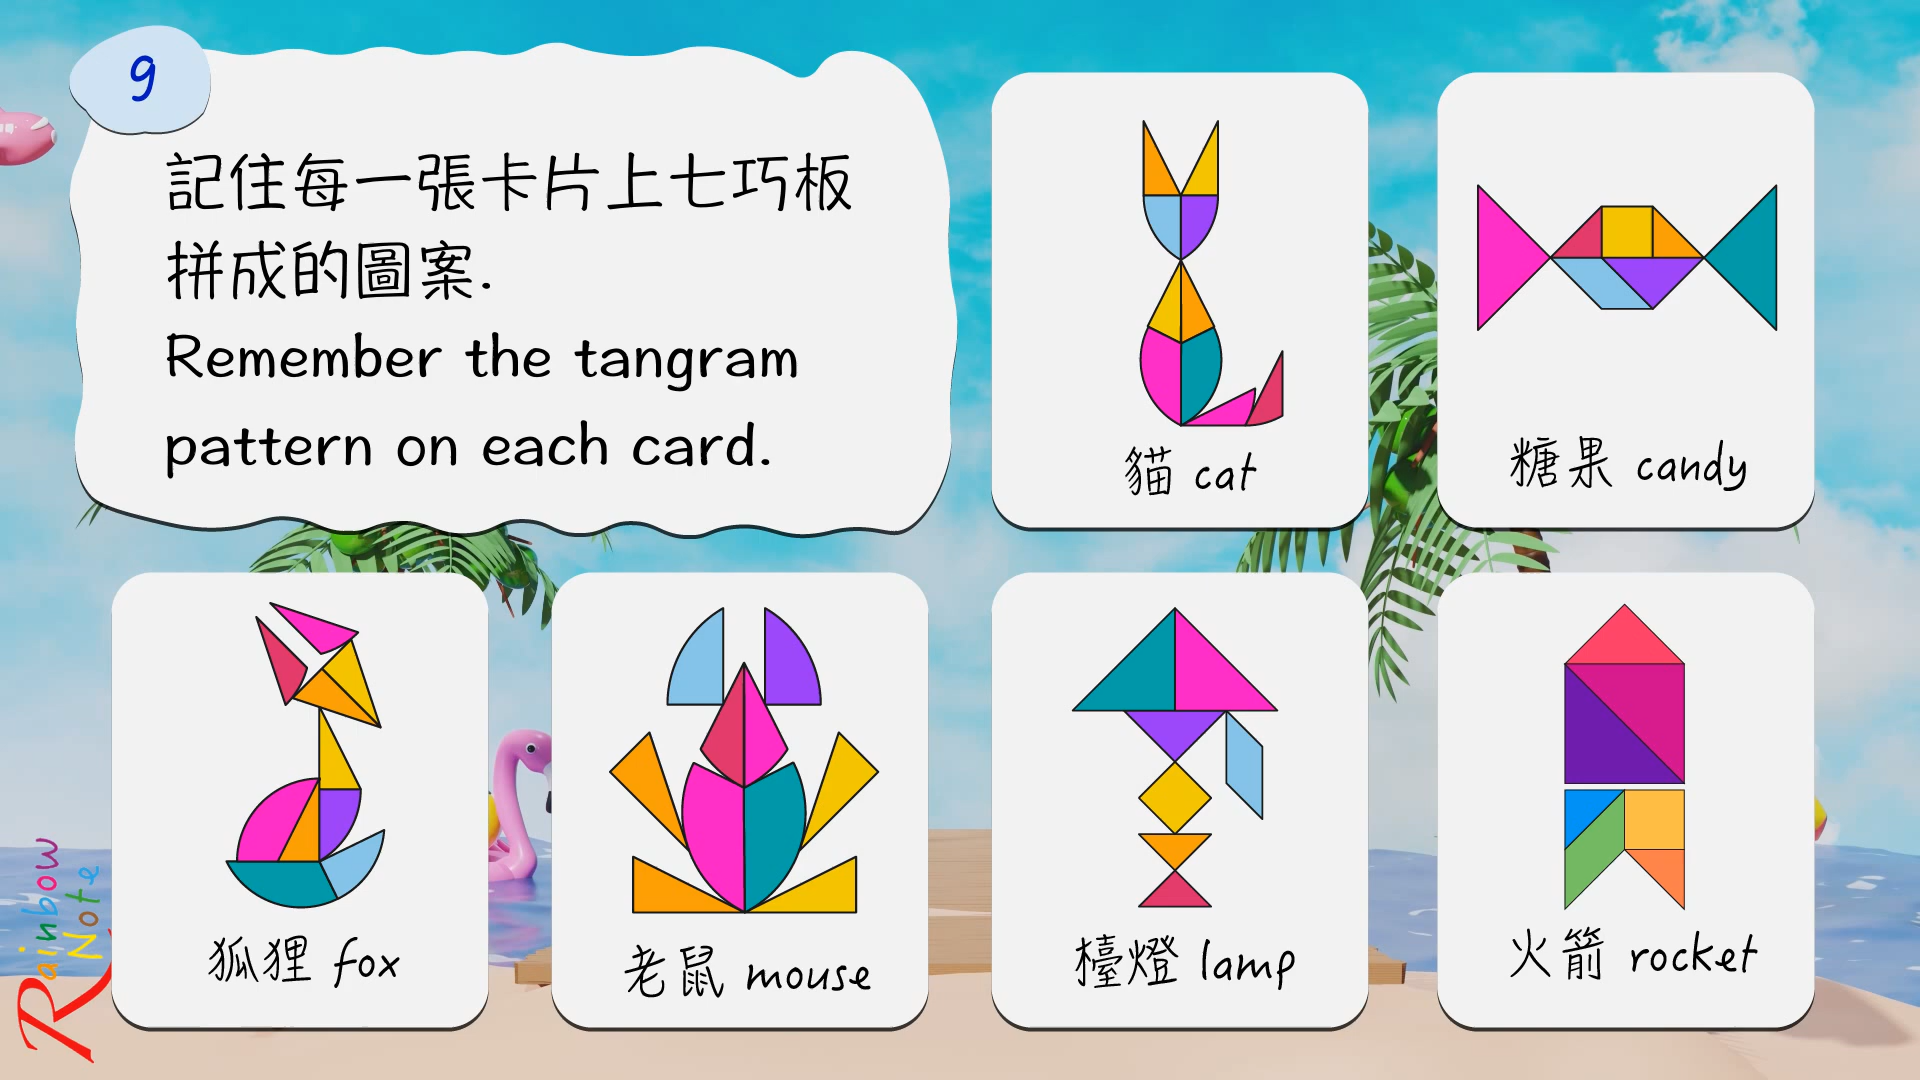 9
記住每一張卡片上七巧板
拼成的圖案.
Remember the tangram
pattern on each card.
貓 cat
糖果 candy
狐狸 fox
老鼠 mouse
檯燈 lamp
火箭 rocket
Rainbow
Note